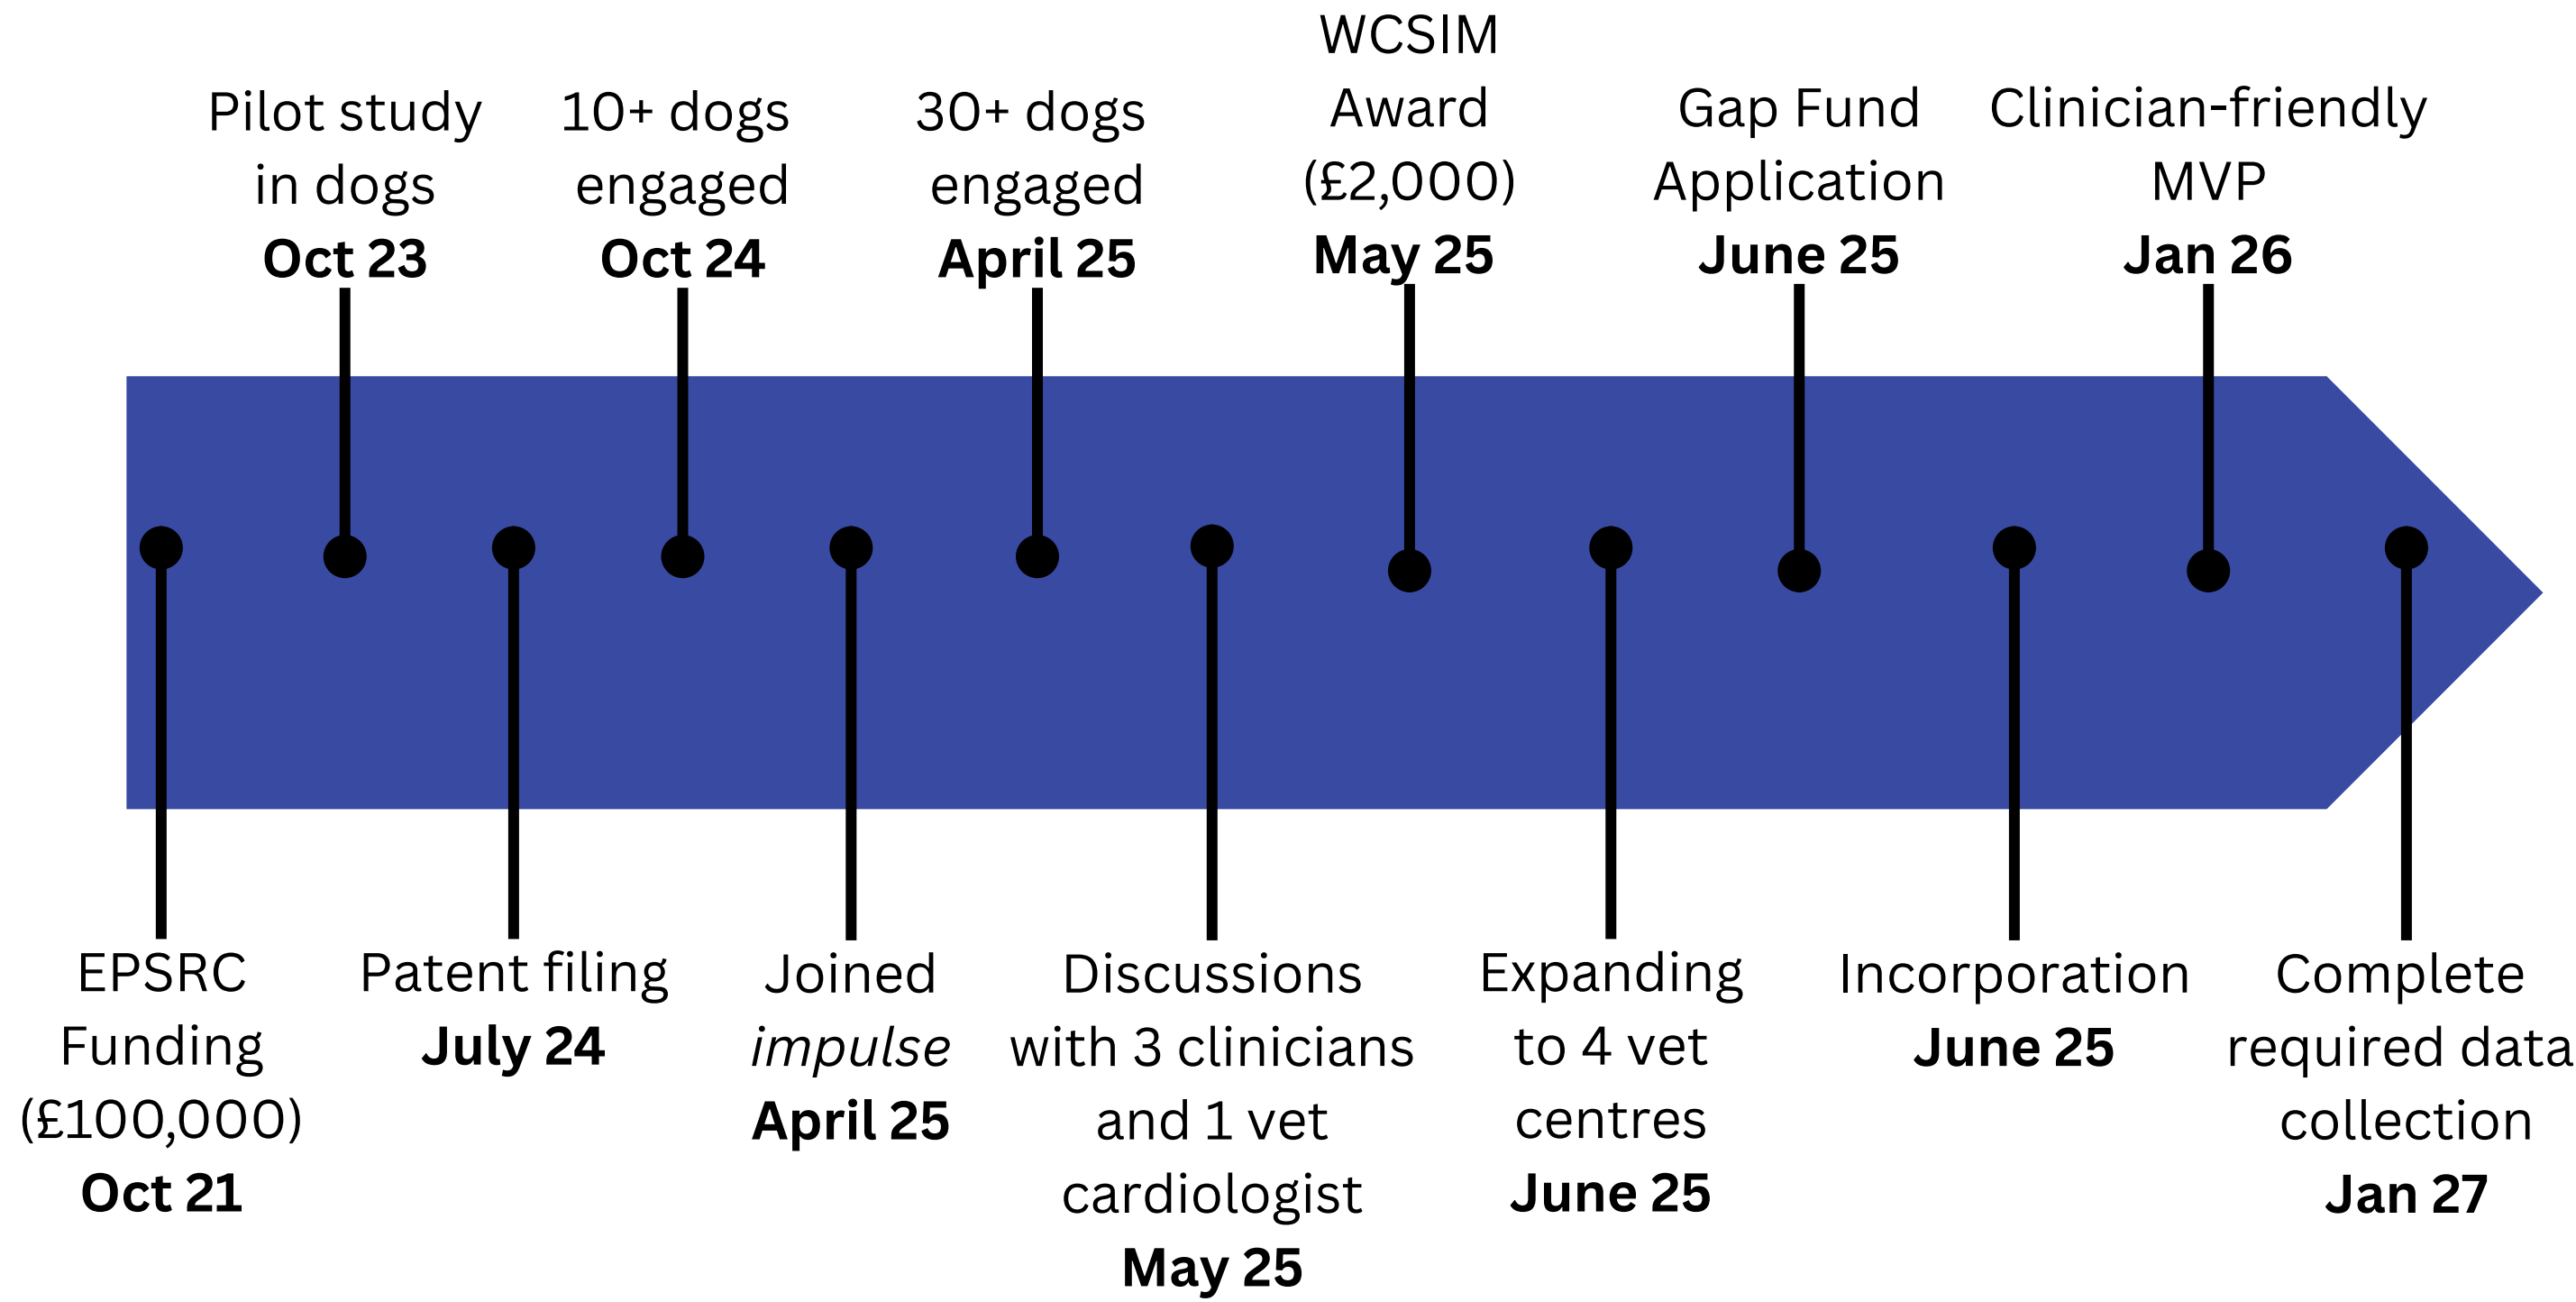 Pilot study
in dogs
Oct 23
10+ dogs
engaged
Oct 24
30+ dogs
engaged
April 25
WCSIM
Award
(£2,000)
May 25
Gap Fund
Application
June 25
Clinician-friendly
MVP
Jan 26
EPSRC
Funding
(£100,000)
Oct 21
Patent filing
July 24
Joined
impulse
April 25
Discussions
with 3 clinicians
and 1 vet
cardiologist
May 25
Expanding
to 4 vet
centres
June 25
Incorporation
June 25
Complete
required data
collection
Jan 27